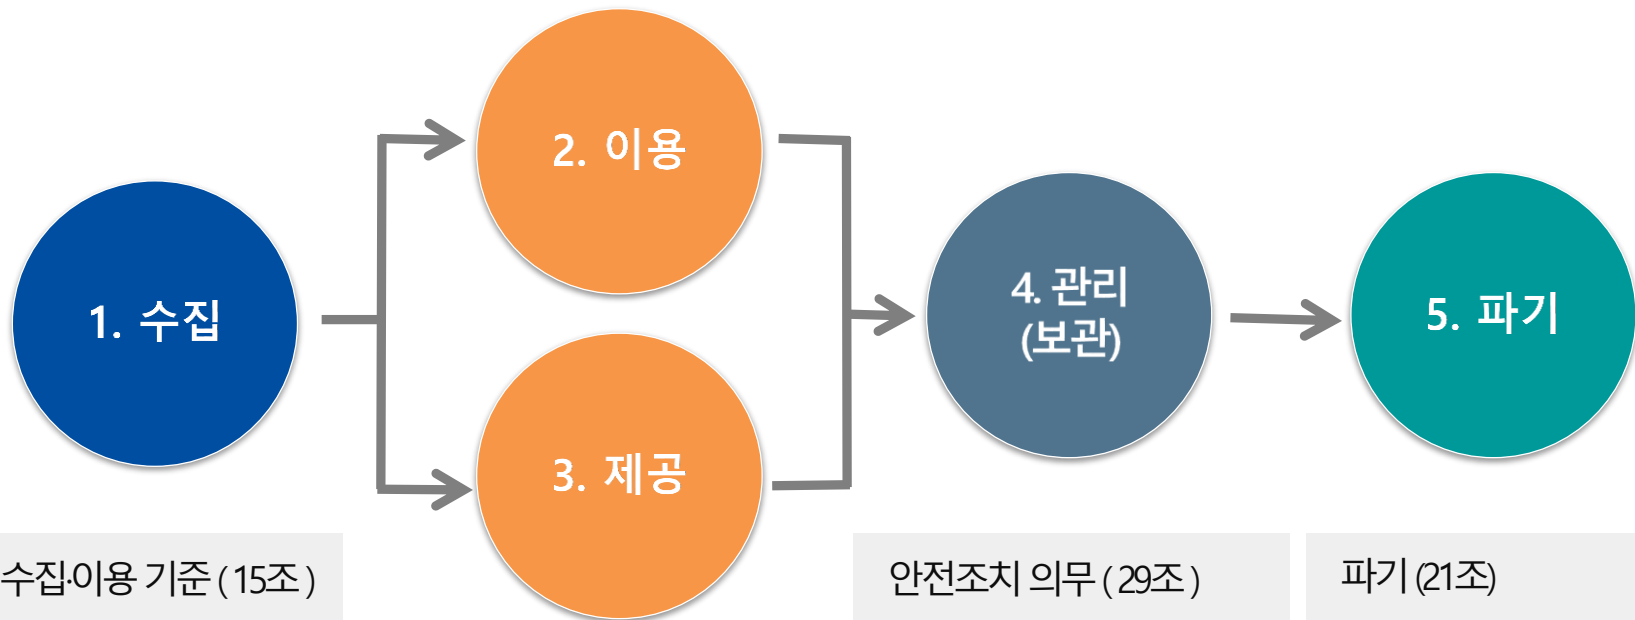 1. 수집
2. 이용
3. 제공
4. 관리
(보관)
5. 파기
수집·이용 기준 ( 15조 )
안전조치 의무 ( 29조 )
파기 (21조)